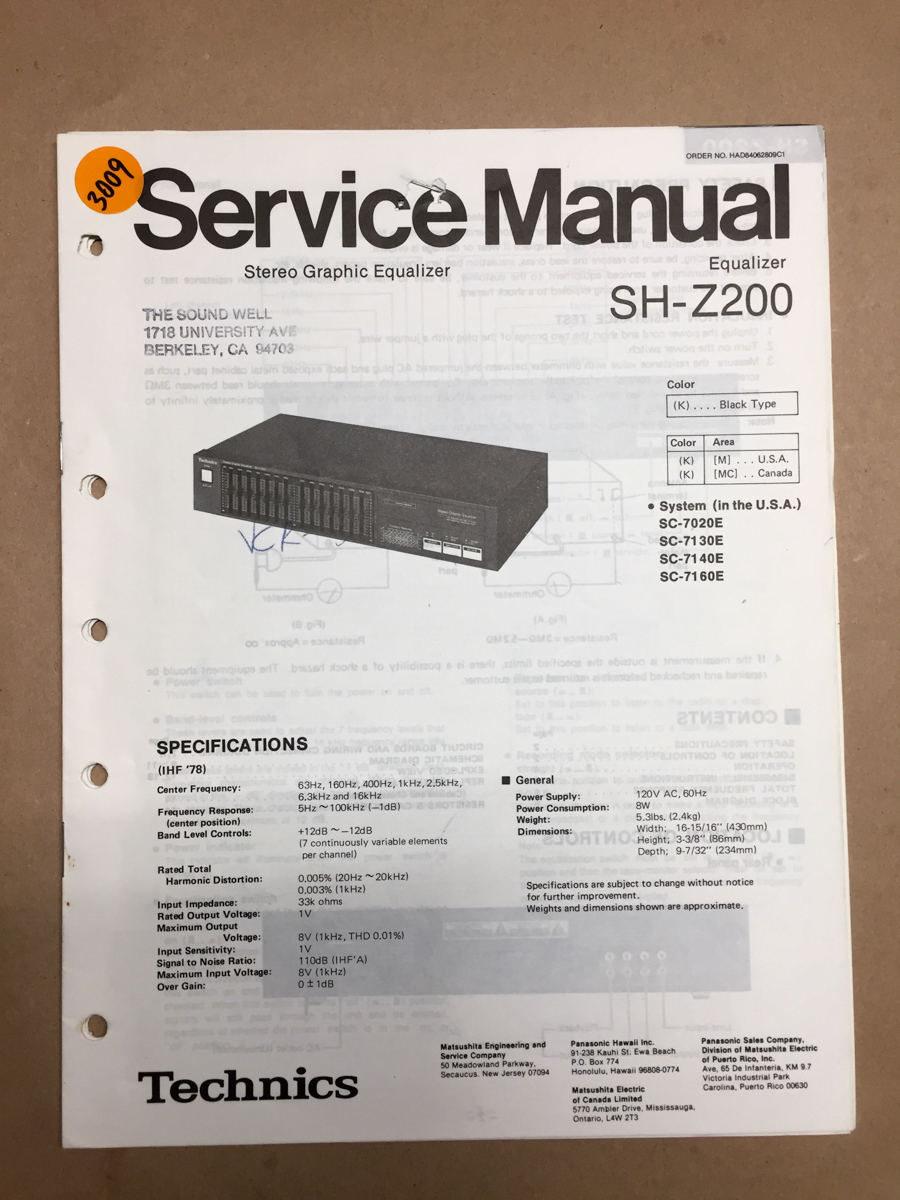 ORDER NO. HAD84062809C1
3009
Service Manual
Stereo Graphic Equalizer
Equalizer
SH-Z200
THE SOUND WELL
1718 UNIVERSITY AVE
BERKELEY, CA 94703
Color
(K) . . . . Black Type
Color Area
(K) [M] . . . U.S.A.
(K) [MC] . . Canada
• System (in the U.S.A.)
SC-7020E
SC-7130E
SC-7140E
SC-7160E
Technics
SPECIFICATIONS
(IHF '78)
Center Frequency: 63Hz, 160Hz, 400Hz, 1kHz, 2.5kHz,
6.3kHz and 16kHz
Frequency Response: 5Hz ~ 100kHz (−1dB)
(center position)
Band Level Controls: +12dB ~ −12dB
(7 continuously variable elements
per channel)
Rated Total
Harmonic Distortion: 0.005% (20Hz ~ 20kHz)
0.003% (1kHz)
Input Impedance: 33k ohms
Rated Output Voltage: 1V
Maximum Output
Voltage: 8V (1kHz, THD 0.01%)
Input Sensitivity: 1V
Signal to Noise Ratio: 110dB (IHF'A)
Maximum Input Voltage: 8V (1kHz)
Over Gain: 0 ± 1dB
■ General
Power Supply: 120V AC, 60Hz
Power Consumption: 8W
Weight: 5.3lbs. (2.4kg)
Dimensions: Width; 16-15/16" (430mm)
Height; 3-3/8" (86mm)
Depth; 9-7/32" (234mm)
Specifications are subject to change without notice
for further improvement.
Weights and dimensions shown are approximate.
Technics
Matsushita Engineering and
Service Company
50 Meadowland Parkway,
Secaucus. New Jersey 07094
Panasonic Hawaii Inc.
91-238 Kauhi St. Ewa Beach
P.O. Box 774
Honolulu, Hawaii 96808-0774
Matsushita Electric
of Canada Limited
5770 Ambler Drive, Mississauga,
Ontario, L4W 2T3
Panasonic Sales Company,
Division of Matsushita Electric
of Puerto Rico, Inc.
Ave, 65 De Infanteria, KM 9.7
Victoria Industrial Park
Carolina, Puerto Rico 00630